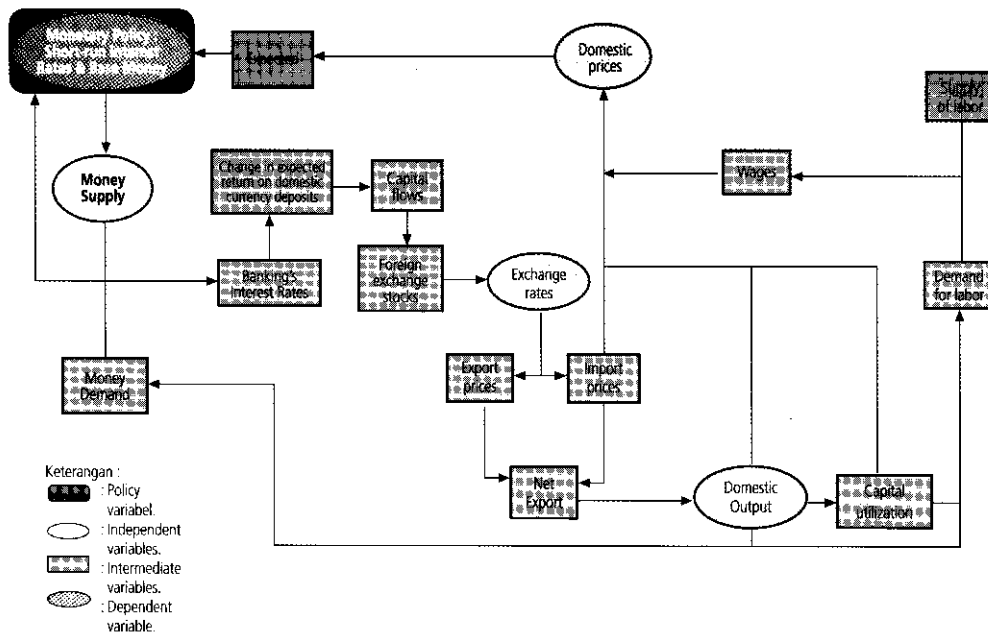 Monetary Policy :
Short run Interest
Rates & Base Money
Expected
Domestic
prices
Supply
of labor
Money
Supply
Change in expected
return on domestic
currency deposits
Capital
flows
Wages
Banking's
Interest Rates
Foreign
exchange
stocks
Exchange
rates
Demand
for labor
Money
Demand
Export
prices
Import
prices
Net
Export
Domestic
Output
Capital
utilization
Keterangan :
: Policy
variabel.
: Independent
variables.
: Intermediate
variables.
: Dependent
variable.